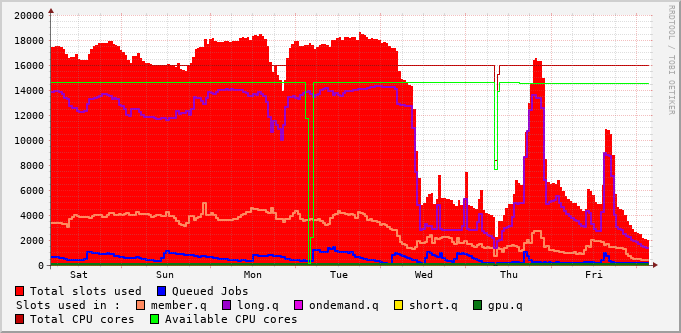 20000
18000
16000
14000
12000
10000
8000
6000
4000
2000
0
Sat Sun Mon Tue Wed Thu Fri
RRDTOOL / TOBI OETIKER
Total slots used Queued Jobs
Slots used in : member.q long.q ondemand.q short.q gpu.q
Total CPU cores Available CPU cores